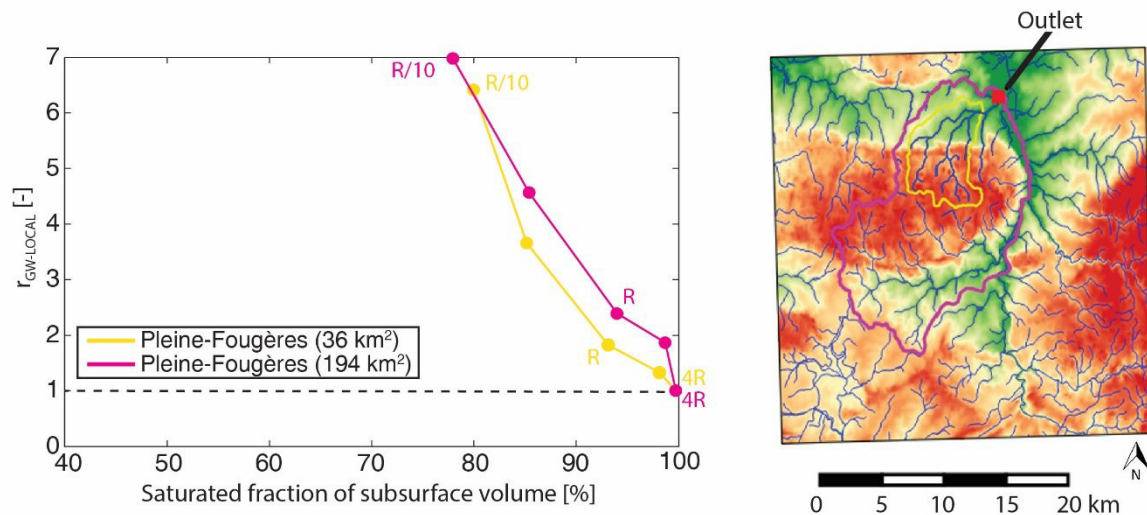 Outlet
7
6
5
4
3
2
1
0
r_GW-LOCAL [-]
R/10
R/10
R
R
4R
4R
Pleine-Fougères (36 km²)
Pleine-Fougères (194 km²)
40 50 60 70 80 90 100
Saturated fraction of subsurface volume [%]
N
0 5 10 15 20 km